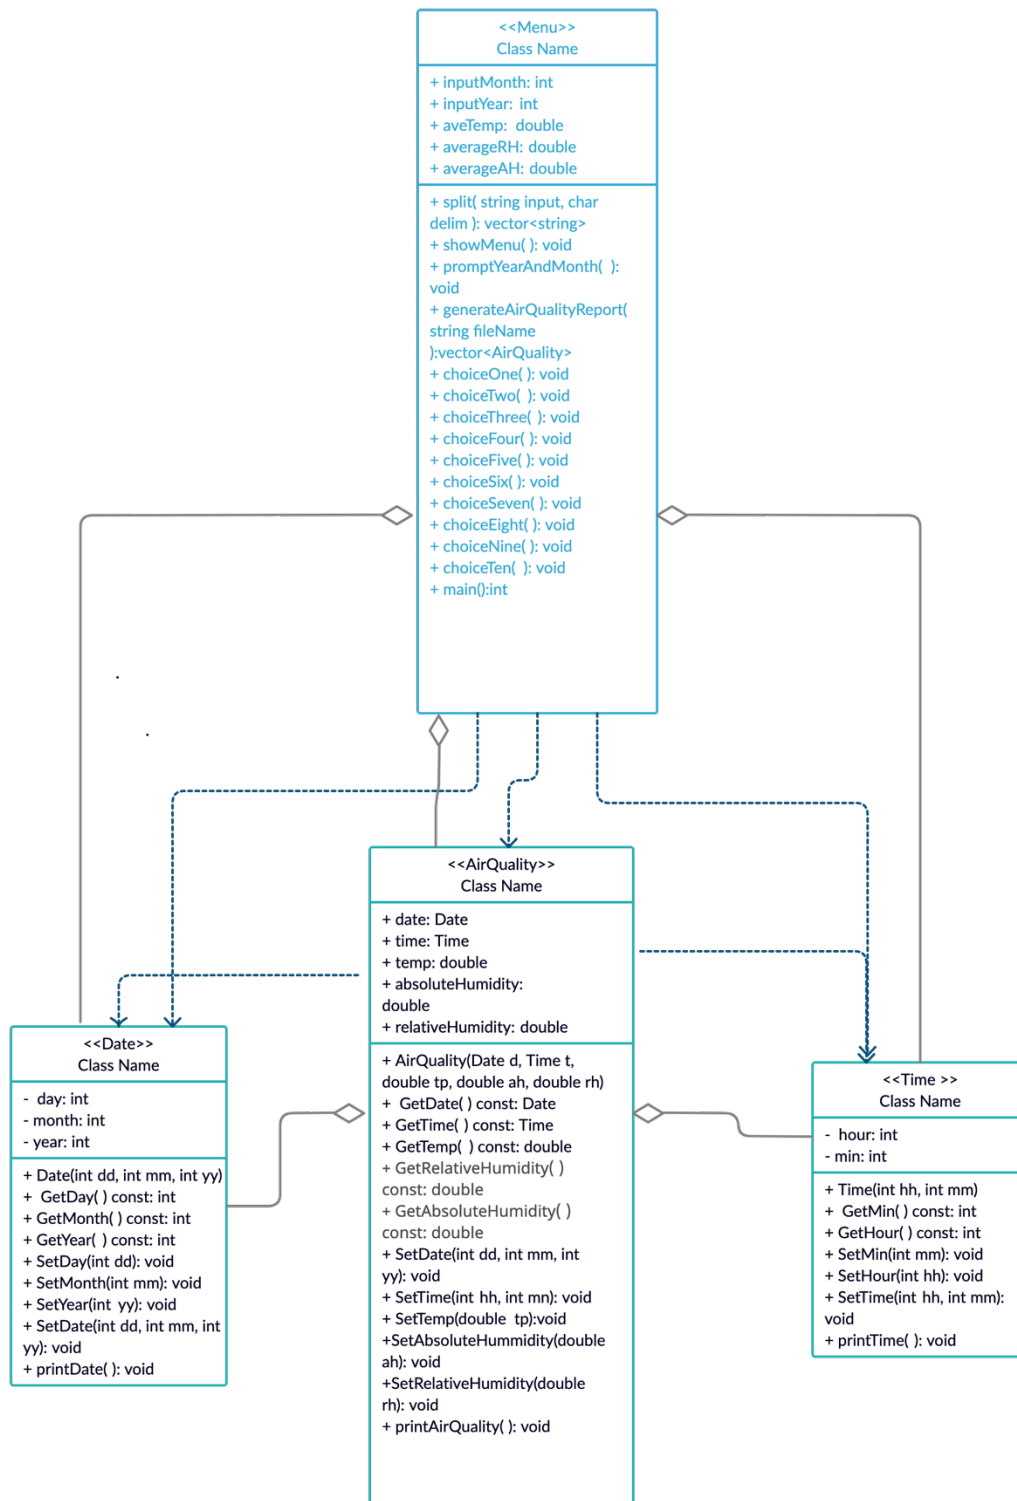 <<Menu>>
Class Name
+ inputMonth: int
+ inputYear: int
+ aveTemp: double
+ averageRH: double
+ averageAH: double
+ split( string input, char
delim ): vector<string>
+ showMenu( ): void
+ promptYearAndMonth( ):
void
+ generateAirQualityReport(
string fileName
):vector<AirQuality>
+ choiceOne( ): void
+ choiceTwo( ): void
+ choiceThree( ): void
+ choiceFour( ): void
+ choiceFive( ): void
+ choiceSix( ): void
+ choiceSeven( ): void
+ choiceEight( ): void
+ choiceNine( ): void
+ choiceTen( ): void
+ main():int
<<AirQuality>>
Class Name
+ date: Date
+ time: Time
+ temp: double
+ absoluteHumidity:
double
+ relativeHumidity: double
+ AirQuality(Date d, Time t,
double tp, double ah, double rh)
+ GetDate( ) const: Date
+ GetTime( ) const: Time
+ GetTemp( ) const: double
+ GetRelativeHumidity( )
const: double
+ GetAbsoluteHumidity( )
const: double
+ SetDate(int dd, int mm, int
yy): void
+ SetTime(int hh, int mn): void
+ SetTemp(double tp):void
+SetAbsoluteHummidity(double
ah): void
+SetRelativeHumidity(double
rh): void
+ printAirQuality( ): void
<<Date>>
Class Name
- day: int
- month: int
- year: int
+ Date(int dd, int mm, int yy)
+ GetDay( ) const: int
+ GetMonth( ) const: int
+ GetYear( ) const: int
+ SetDay(int dd): void
+ SetMonth(int mm): void
+ SetYear(int yy): void
+ SetDate(int dd, int mm, int
yy): void
+ printDate( ): void
<<Time >>
Class Name
- hour: int
- min: int
+ Time(int hh, int mm)
+ GetMin( ) const: int
+ GetHour( ) const: int
+ SetMin(int mm): void
+ SetHour(int hh): void
+ SetTime(int hh, int mm):
void
+ printTime( ): void